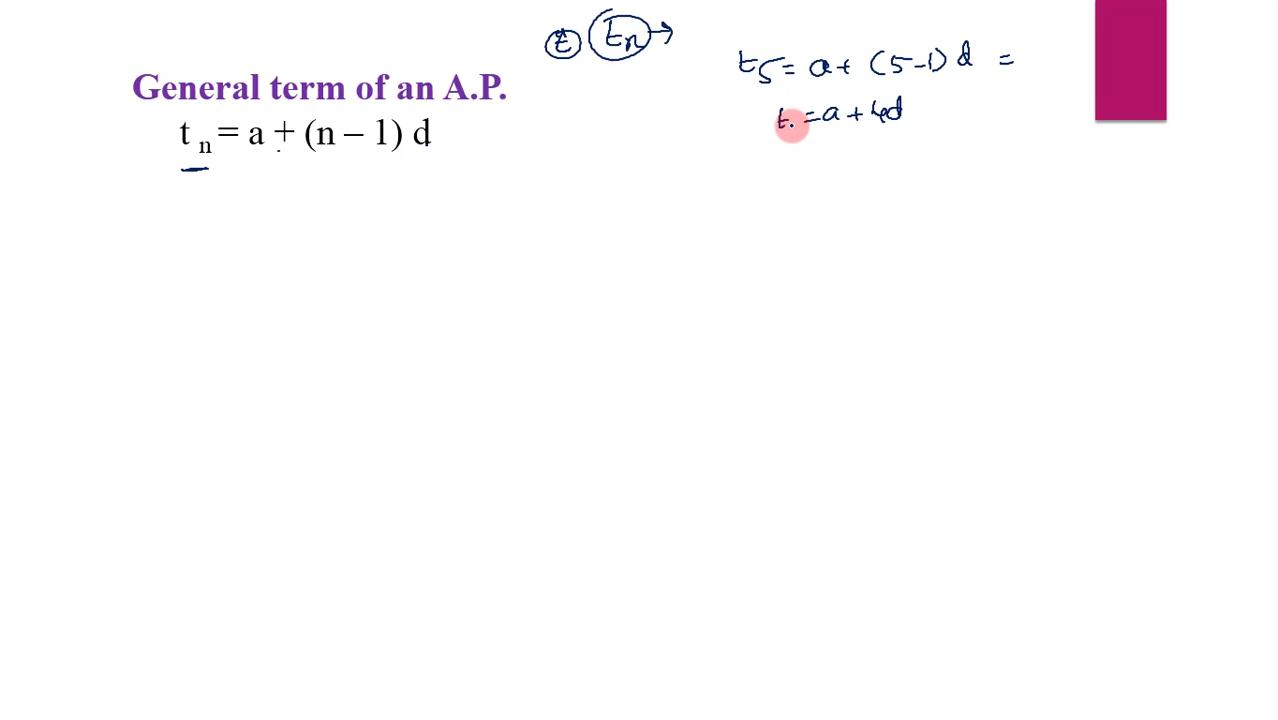 t tn →
t5 = a + (5-1) d =
General term of an A.P.
t = a + 4d
t n = a + (n – 1) d